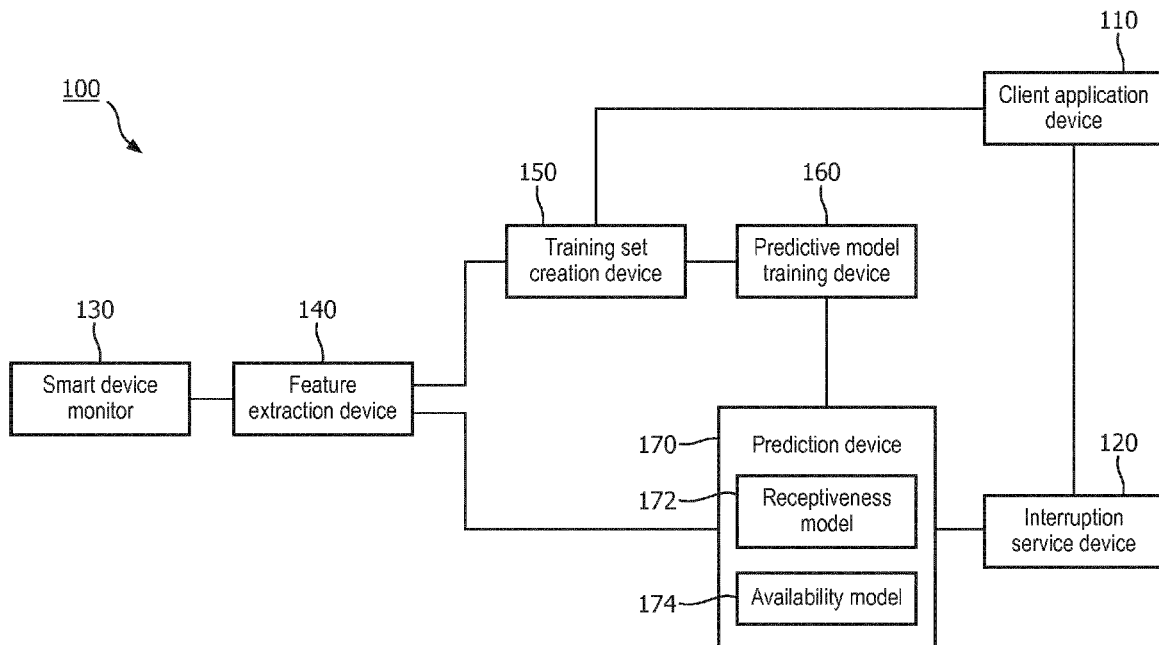 110
100
Client application
device
150
160
Training set
creation device
Predictive model
training device
130
140
Smart device
monitor
Feature
extraction device
170
Prediction device
120
172
Receptiveness
model
Interruption
service device
174
Availability model